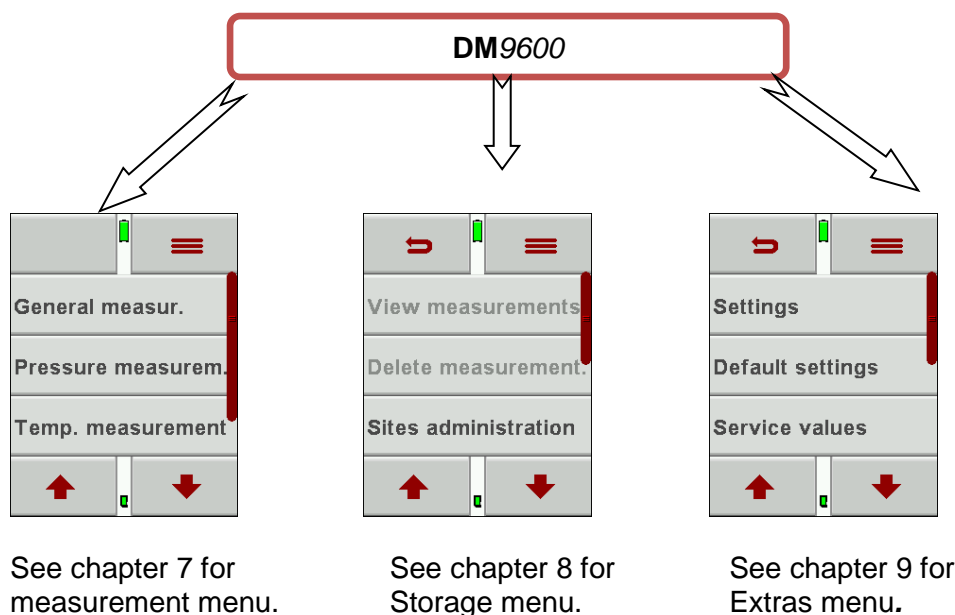 DM9600
General measur.
Pressure measurem.
Temp. measurement
View measurements
Delete measurement.
Sites administration
Settings
Default settings
Service values
See chapter 7 for
measurement menu.
See chapter 8 for
Storage menu.
See chapter 9 for
Extras menu.